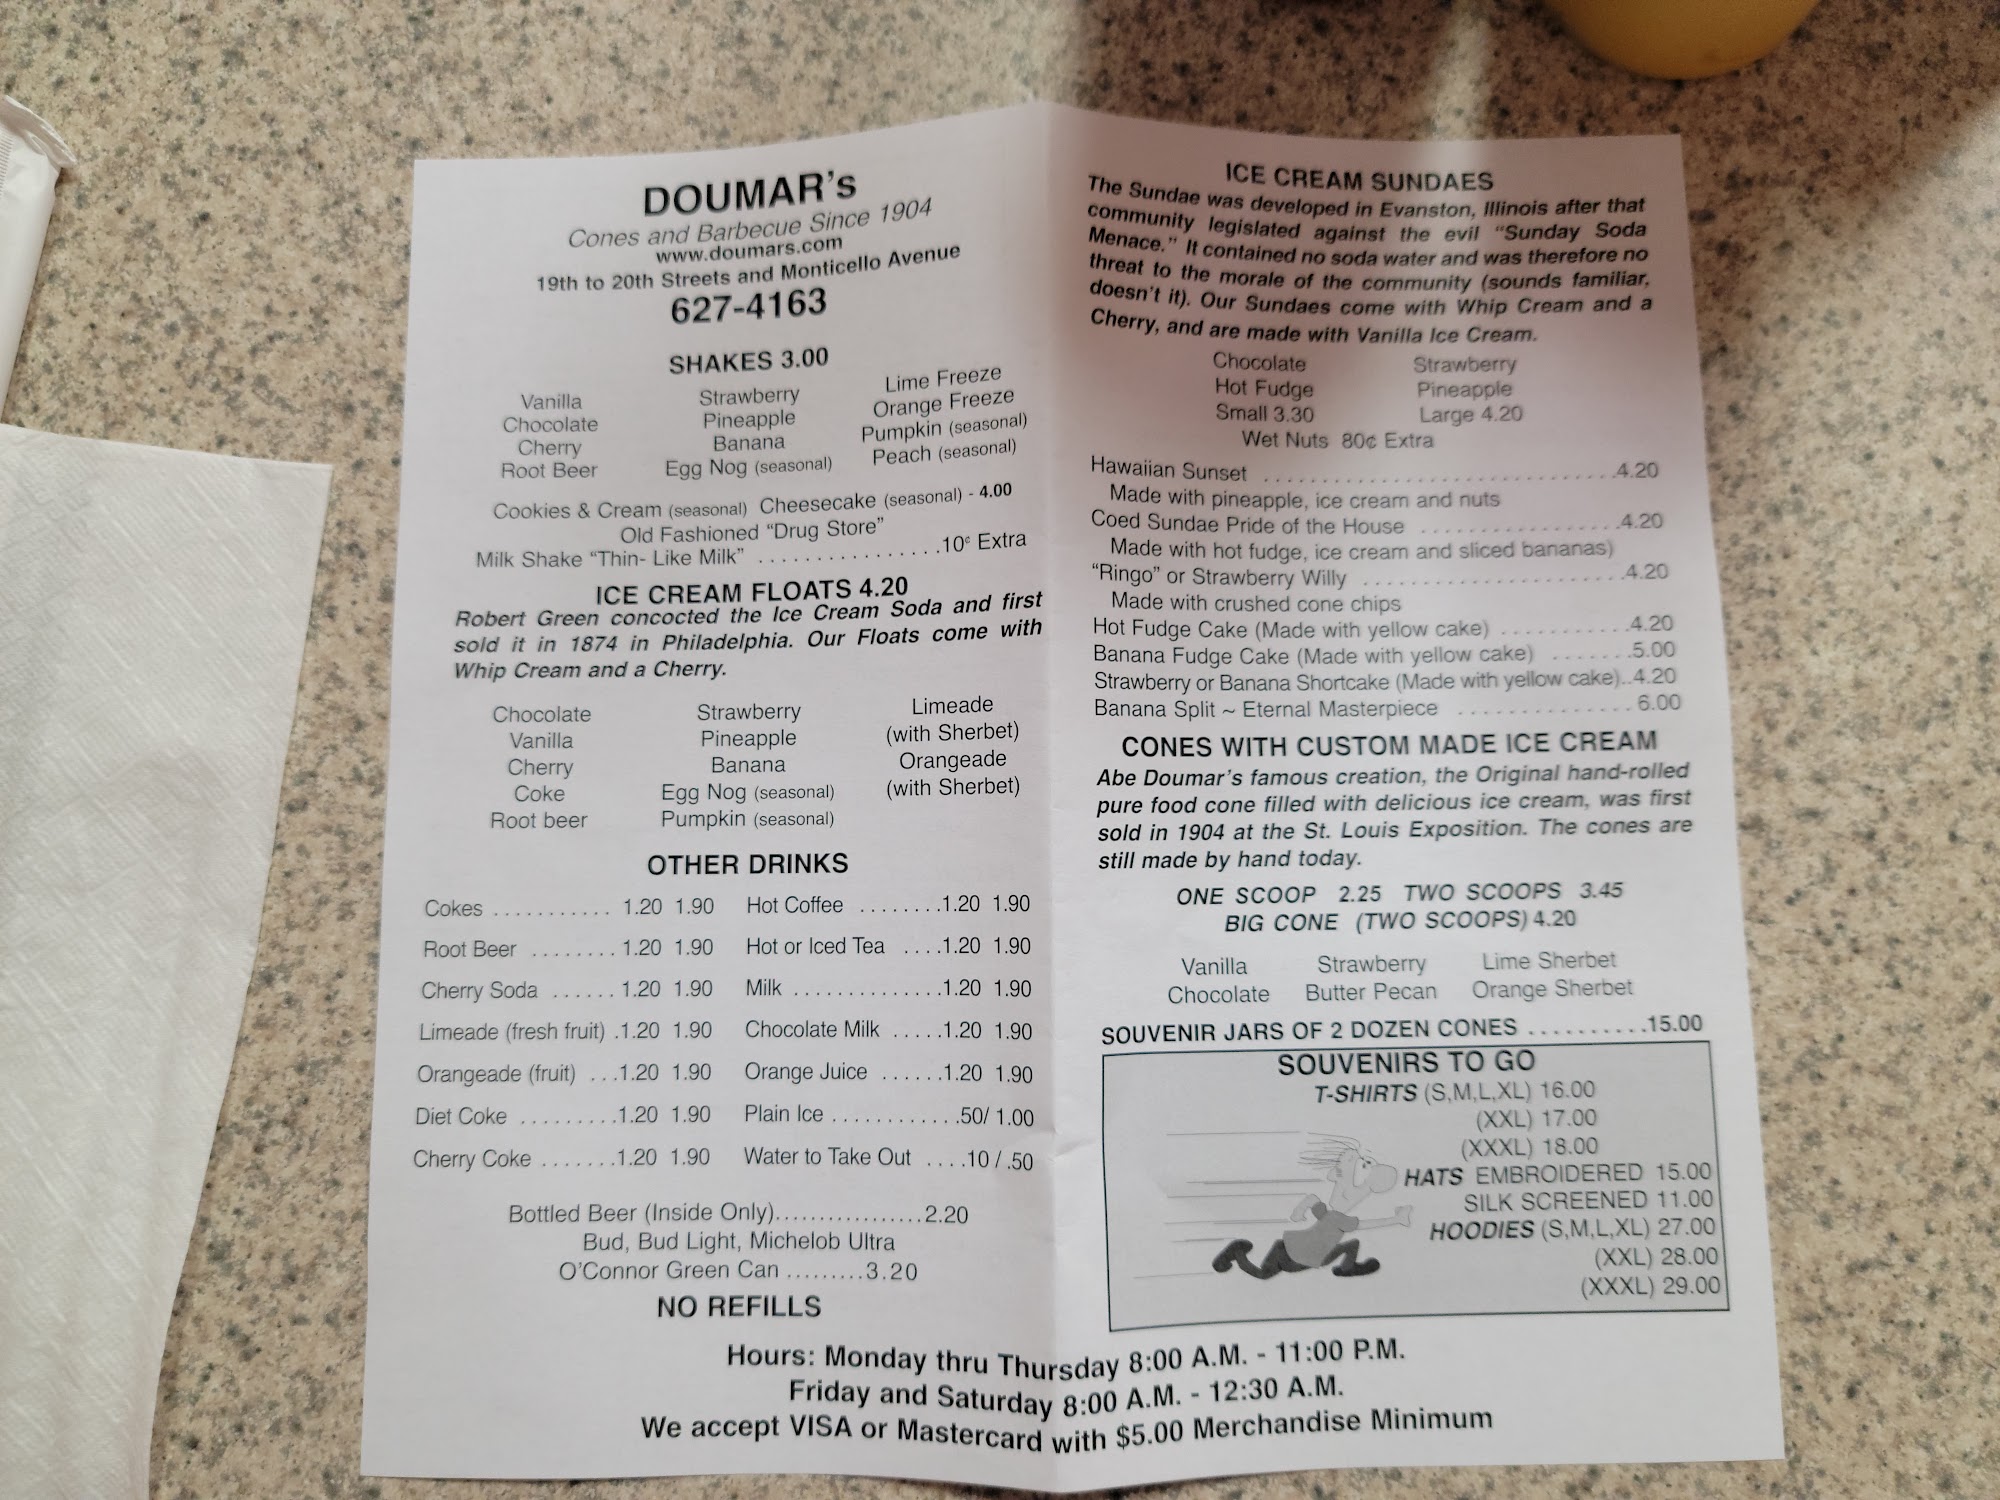 DOUMAR's
Cones and Barbecue Since 1904
www.doumars.com
19th to 20th Streets and Monticello Avenue
627-4163
SHAKES 3.00
Vanilla Strawberry Lime Freeze
Chocolate Pineapple Orange Freeze
Cherry Banana Pumpkin (seasonal)
Root Beer Egg Nog (seasonal) Peach (seasonal)
Cookies & Cream (seasonal) Cheesecake (seasonal) - 4.00
Old Fashioned "Drug Store"
Milk Shake "Thin- Like Milk" ................10¢ Extra
ICE CREAM FLOATS 4.20
Robert Green concocted the Ice Cream Soda and first
sold it in 1874 in Philadelphia. Our Floats come with
Whip Cream and a Cherry.
Chocolate Strawberry Limeade
Vanilla Pineapple (with Sherbet)
Cherry Banana Orangeade
Coke Egg Nog (seasonal) (with Sherbet)
Root beer Pumpkin (seasonal)
OTHER DRINKS
Cokes ........... 1.20 1.90 Hot Coffee ........1.20 1.90
Root Beer ........ 1.20 1.90 Hot or Iced Tea ....1.20 1.90
Cherry Soda ...... 1.20 1.90 Milk ..............1.20 1.90
Limeade (fresh fruit) .1.20 1.90 Chocolate Milk .....1.20 1.90
Orangeade (fruit) ...1.20 1.90 Orange Juice ......1.20 1.90
Diet Coke .........1.20 1.90 Plain Ice ............50/ 1.00
Cherry Coke .......1.20 1.90 Water to Take Out ....10 / .50
Bottled Beer (Inside Only).................2.20
Bud, Bud Light, Michelob Ultra
O'Connor Green Can .........3.20
NO REFILLS
ICE CREAM SUNDAES
The Sundae was developed in Evanston, Illinois after that
community legislated against the evil "Sunday Soda
Menace." It contained no soda water and was therefore no
threat to the morale of the community (sounds familiar,
doesn't it). Our Sundaes come with Whip Cream and a
Cherry, and are made with Vanilla Ice Cream.
Chocolate Strawberry
Hot Fudge Pineapple
Small 3.30 Large 4.20
Wet Nuts 80¢ Extra
Hawaiian Sunset ................................4.20
Made with pineapple, ice cream and nuts
Coed Sundae Pride of the House .................4.20
Made with hot fudge, ice cream and sliced bananas)
"Ringo" or Strawberry Willy .......................4.20
Made with crushed cone chips
Hot Fudge Cake (Made with yellow cake) ...........4.20
Banana Fudge Cake (Made with yellow cake) .......5.00
Strawberry or Banana Shortcake (Made with yellow cake)..4.20
Banana Split ~ Eternal Masterpiece .............. 6.00
CONES WITH CUSTOM MADE ICE CREAM
Abe Doumar's famous creation, the Original hand-rolled
pure food cone filled with delicious ice cream, was first
sold in 1904 at the St. Louis Exposition. The cones are
still made by hand today.
ONE SCOOP 2.25 TWO SCOOPS 3.45
BIG CONE (TWO SCOOPS) 4.20
Vanilla Strawberry Lime Sherbet
Chocolate Butter Pecan Orange Sherbet
SOUVENIR JARS OF 2 DOZEN CONES ..........15.00
SOUVENIRS TO GO
T-SHIRTS (S,M,L,XL) 16.00
(XXL) 17.00
(XXXL) 18.00
HATS EMBROIDERED 15.00
SILK SCREENED 11.00
HOODIES (S,M,L,XL) 27.00
(XXL) 28.00
(XXXL) 29.00
Hours: Monday thru Thursday 8:00 A.M. - 11:00 P.M.
Friday and Saturday 8:00 A.M. - 12:30 A.M.
We accept VISA or Mastercard with $5.00 Merchandise Minimum